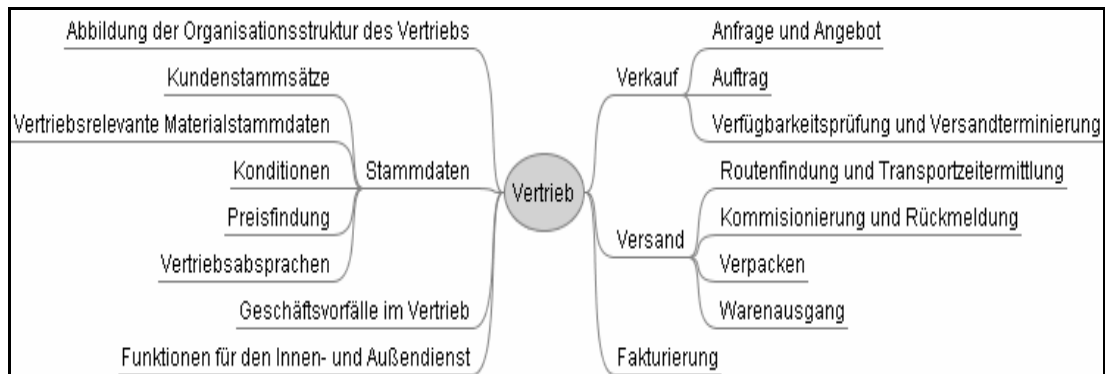 Abbildung der Organisationsstruktur des Vertriebs
Kundenstammsätze
Vertriebsrelevante Materialstammdaten
Konditionen
Stammdaten
Preisfindung
Vertriebsabsprachen
Geschäftsvorfälle im Vertrieb
Funktionen für den Innen- und Außendienst
Vertrieb
Anfrage und Angebot
Verkauf
Auftrag
Verfügbarkeitsprüfung und Versandterminierung
Routenfindung und Transportzeitermittlung
Kommisionierung und Rückmeldung
Versand
Verpacken
Warenausgang
Fakturierung